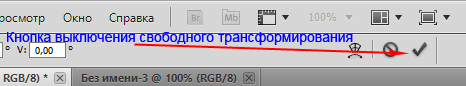 росмотр Окно Справка Br Mb 100%
Кнопка выключения свободного трансформирования
° V: 0,00 °
RGB/8) * Без имени-3 @ 100% (RGB/8)